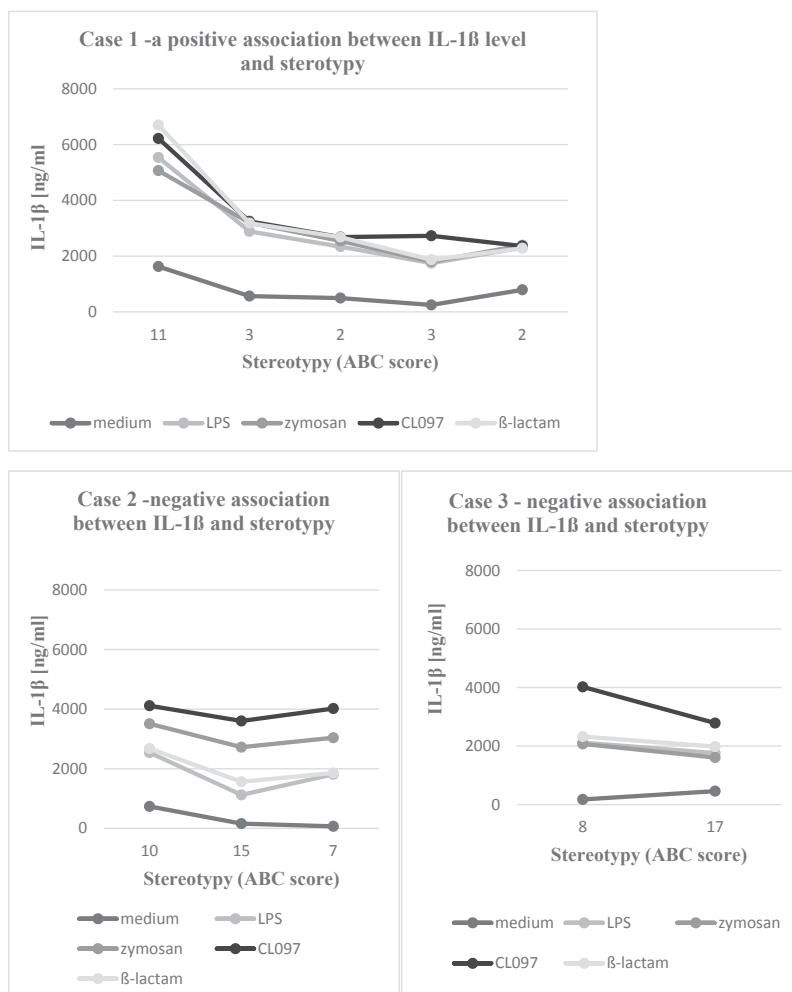 Case 1 -a positive association between IL-1ß level
and sterotypy
8000
6000
4000
2000
0
IL-1β [ng/ml
11 3 2 3 2
Stereotypy (ABC score)
medium LPS zymosan CL097 ß-lactam
Case 2 -negative association
between IL-1ß and sterotypy
8000
6000
4000
2000
0
IL-1β [ng/ml]
10 15 7
Stereotypy (ABC score)
medium LPS
zymosan CL097
ß-lactam
Case 3 - negative association
between IL-1ß and sterotypy
8000
6000
4000
2000
0
IL-1β [ng/ml]
8 17
Stereotypy (ABC score)
medium LPS zymosan
CL097 ß-lactam